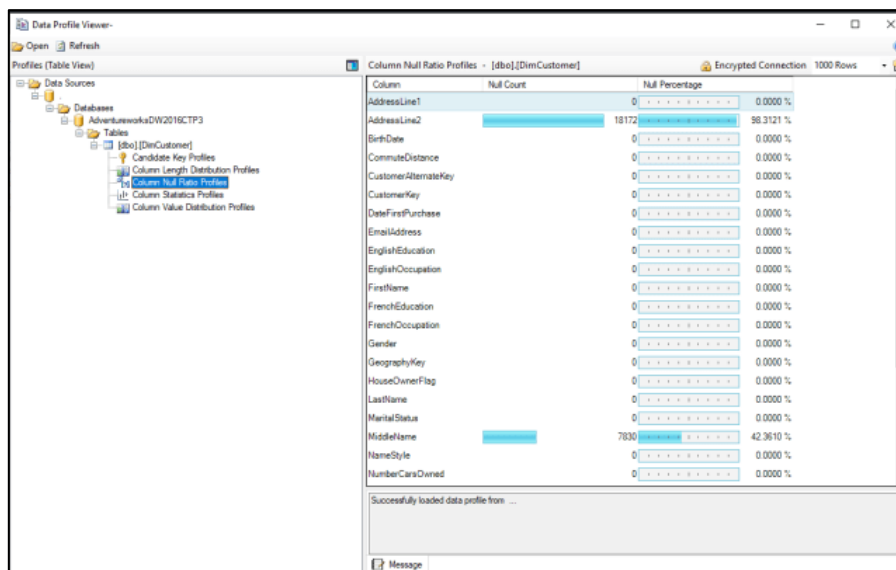 Data Profile Viewer-
Open Refresh
Profiles (Table View)
Data Sources
.
Databases
AdventureworksDW2016CTP3
Tables
[dbo].[DimCustomer]
Candidate Key Profiles
Column Length Distribution Profiles
Column Null Ratio Profiles
Column Statistics Profiles
Column Value Distribution Profiles
Column Null Ratio Profiles - [dbo].[DimCustomer] Encrypted Connection 1000 Rows
Column Null Count Null Percentage
AddressLine1 0 0.0000 %
AddressLine2 18172 98.3121 %
BirthDate 0 0.0000 %
CommuteDistance 0 0.0000 %
CustomerAlternateKey 0 0.0000 %
CustomerKey 0 0.0000 %
DateFirstPurchase 0 0.0000 %
EmailAddress 0 0.0000 %
EnglishEducation 0 0.0000 %
EnglishOccupation 0 0.0000 %
FirstName 0 0.0000 %
FrenchEducation 0 0.0000 %
FrenchOccupation 0 0.0000 %
Gender 0 0.0000 %
GeographyKey 0 0.0000 %
HouseOwnerFlag 0 0.0000 %
LastName 0 0.0000 %
MaritalStatus 0 0.0000 %
MiddleName 7830 42.3610 %
NameStyle 0 0.0000 %
NumberCarsOwned 0 0.0000 %
Successfully loaded data profile from ...
Message